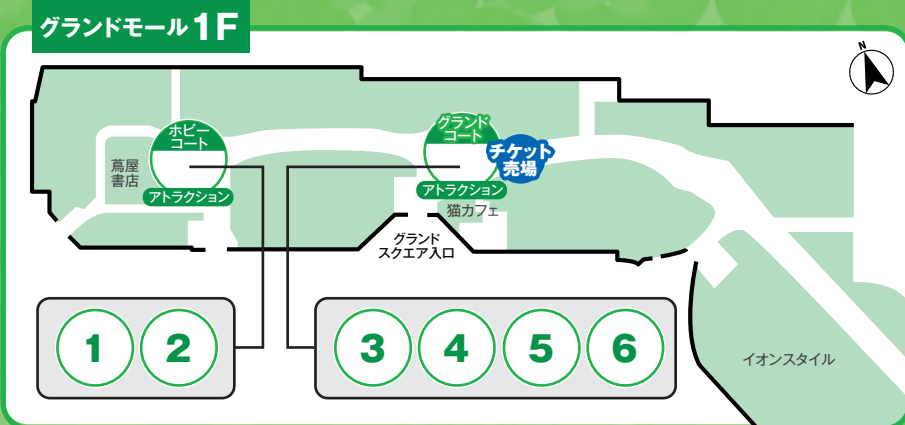 グランドモール1F
N
ホビー
コート
アトラクション
蔦屋
書店
グランド
コート
チケット
売場
アトラクション
猫カフェ
グランド
スクエア入口
1 2
3 4 5 6
イオンスタイル